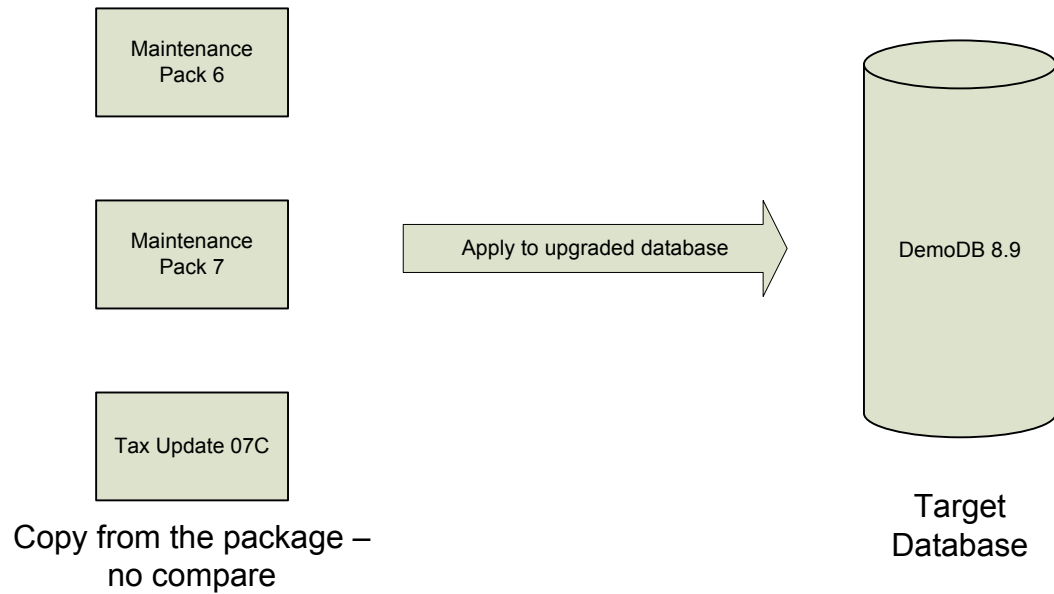 Maintenance
Pack 6
Maintenance
Pack 7
Apply to upgraded database
DemoDB 8.9
Tax Update 07C
Copy from the package –
no compare
Target
Database